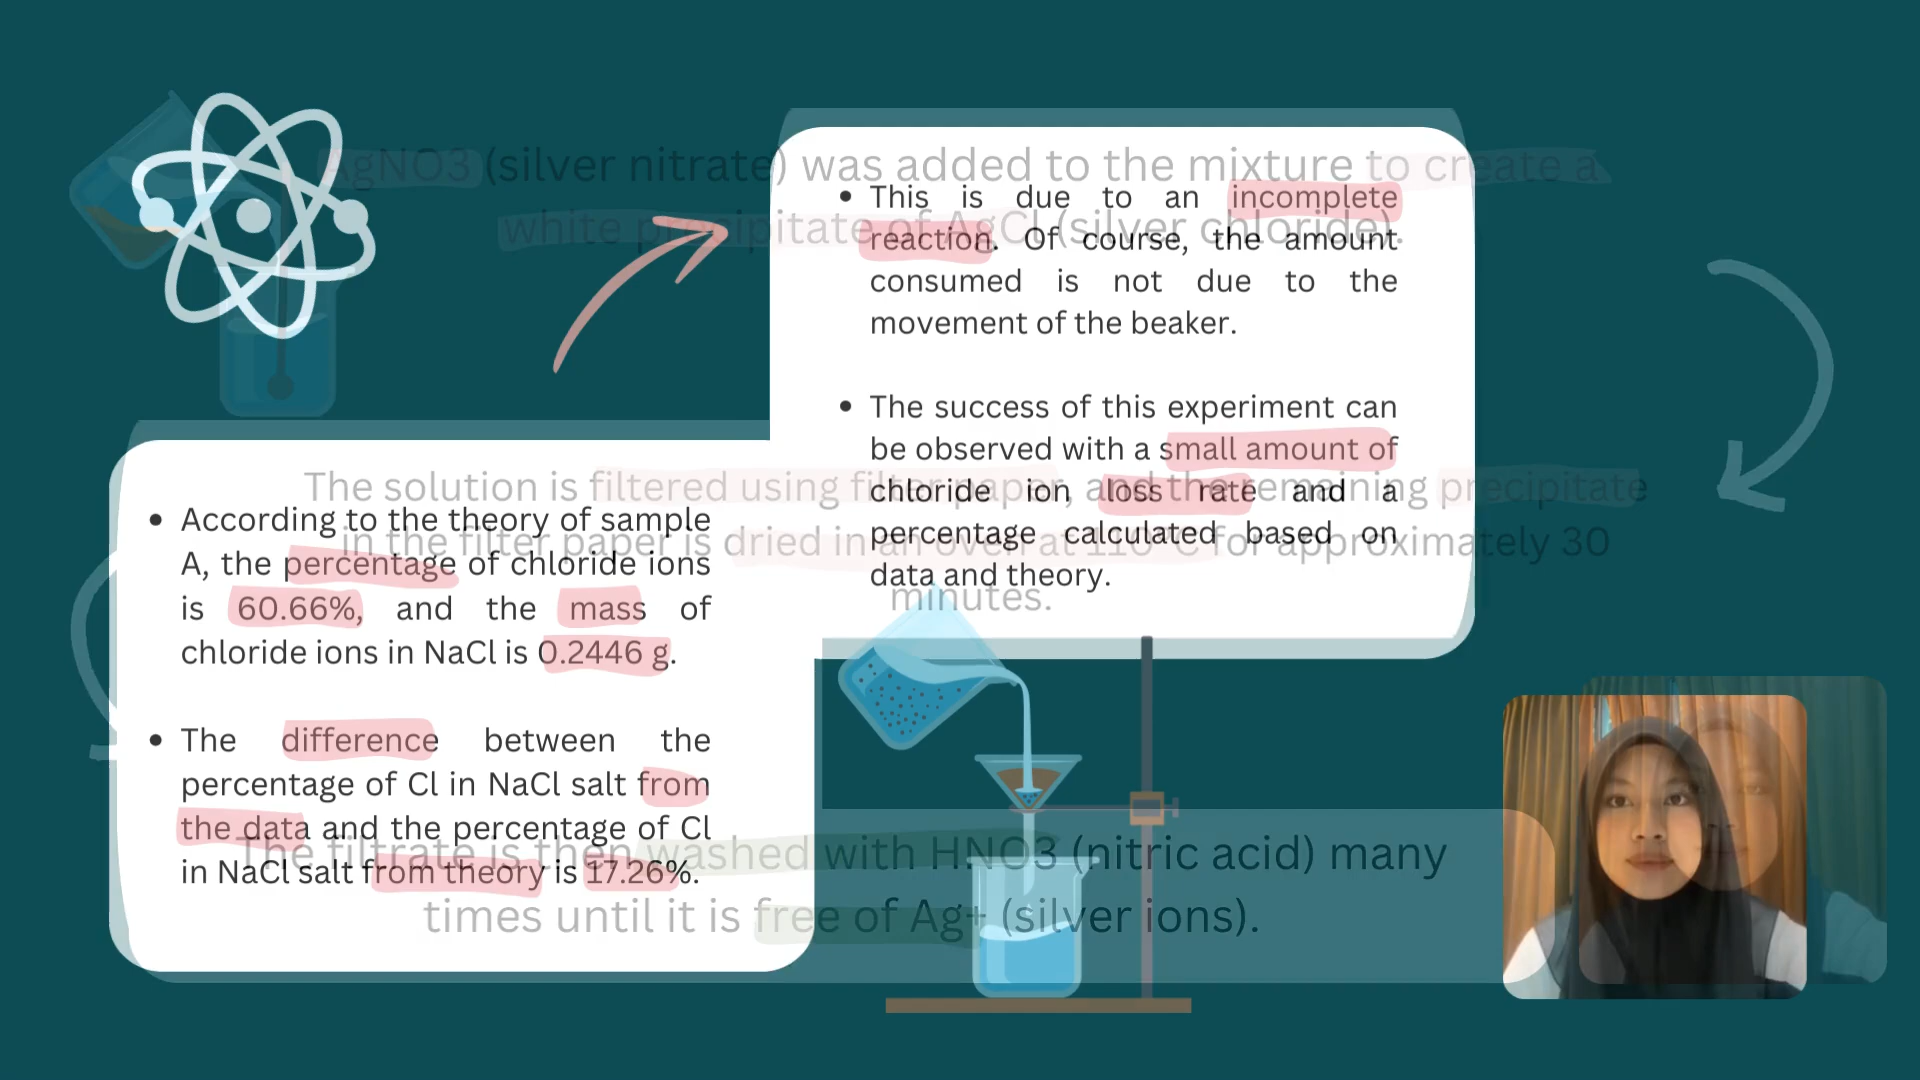 AgNO3 (silver nitrate) was added to the mixture to create a
white precipitate of AgCl (silver chloride).
• This is due to an incomplete
reaction. Of course, the amount
consumed is not due to the
movement of the beaker.
• The success of this experiment can
be observed with a small amount of
chloride ion loss rate and a
percentage calculated based on
data and theory.
The solution is filtered using filter paper, and the remaining precipitate
in the filter paper is dried in an oven at 110°C for approximately 30
minutes.
• According to the theory of sample
A, the percentage of chloride ions
is 60.66%, and the mass of
chloride ions in NaCl is 0.2446 g.
• The difference between the
percentage of Cl in NaCl salt from
the data and the percentage of Cl
in NaCl salt from theory is 17.26%.
The filtrate is then washed with HNO3 (nitric acid) many
times until it is free of Ag+ (silver ions).